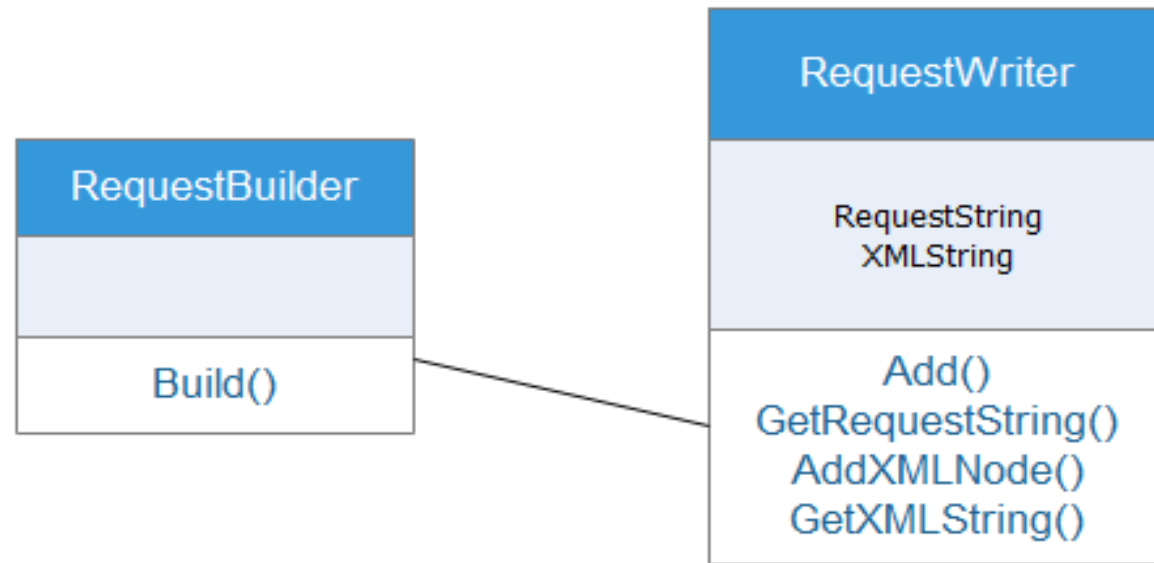 RequestBuilder
Build()
RequestWriter
RequestString
XMLString
Add()
GetRequestString()
AddXMLNode()
GetXMLString()